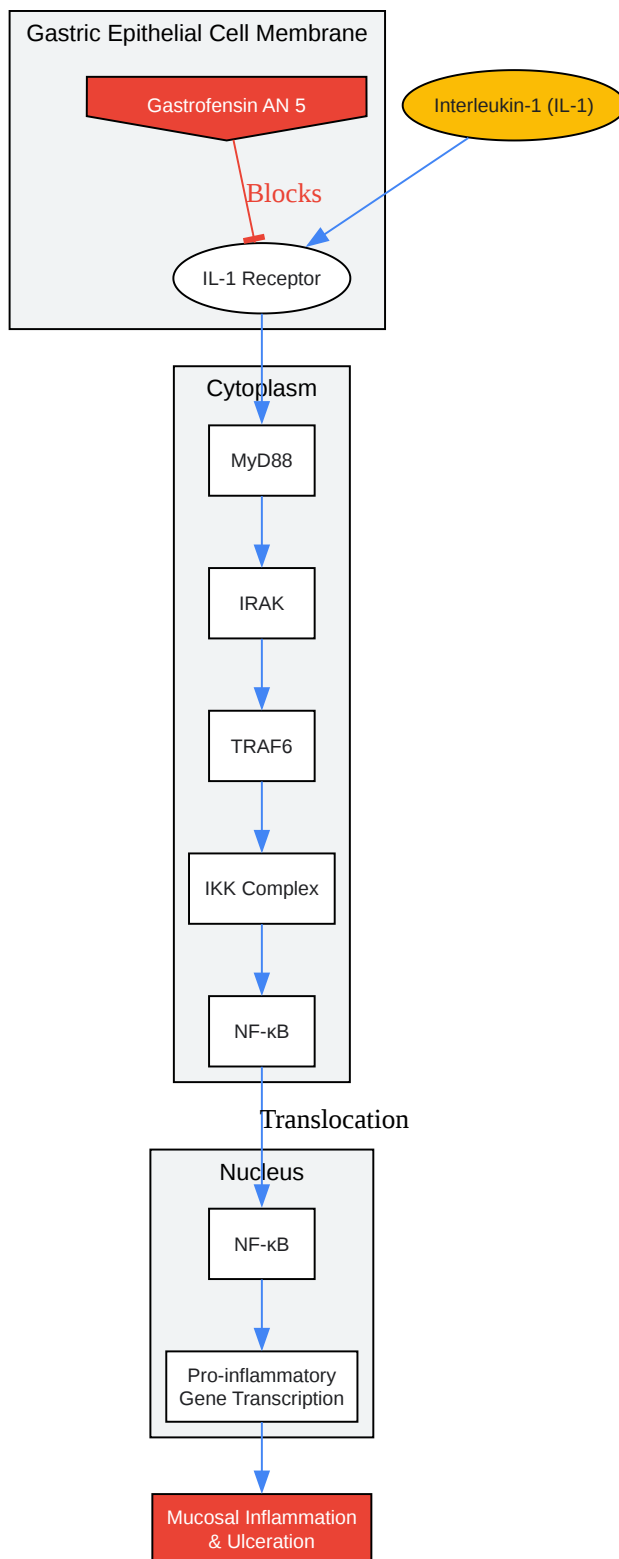 Gastric Epithelial Cell Membrane
Gastrofensin AN 5
Interleukin-1 (IL-1)
Blocks
IL-1 Receptor
Cytoplasm
MyD88
IRAK
TRAF6
IKK Complex
NF-κB
Translocation
Nucleus
NF-κB
Pro-inflammatory
Gene Transcription
Mucosal Inflammation
& Ulceration